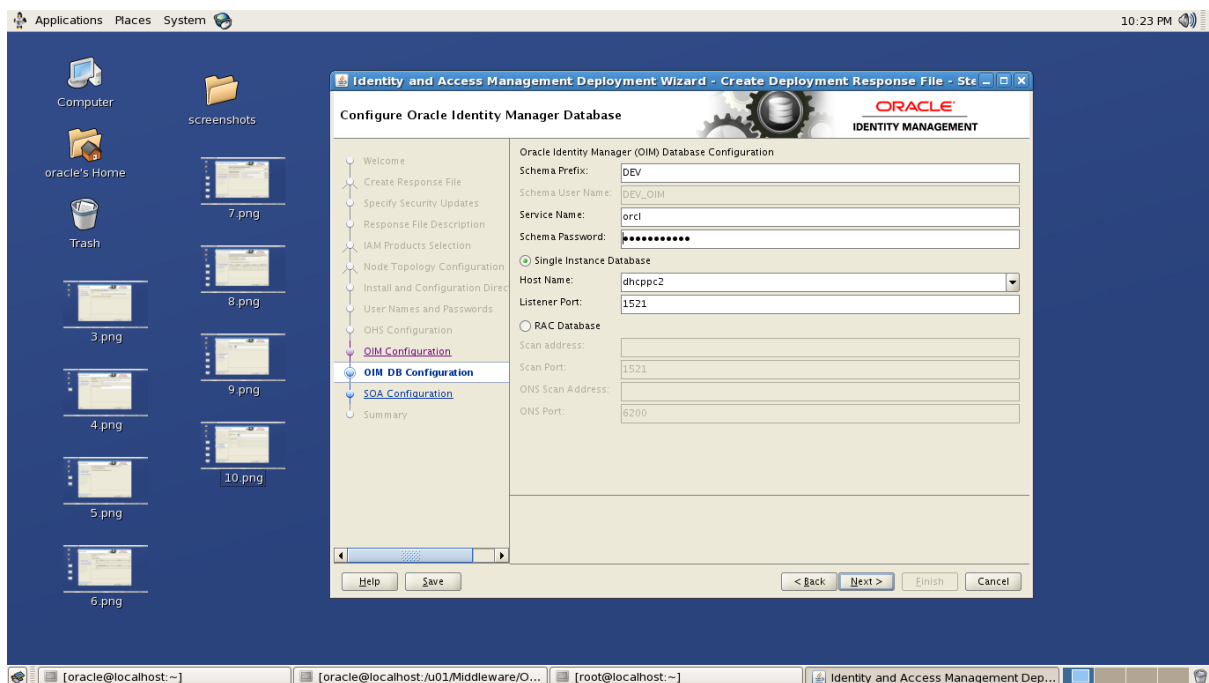 Applications Places System
10:23 PM
Computer
screenshots
oracle's Home
7.png
Trash
8.png
3.png
9.png
4.png
10.png
5.png
6.png
Identity and Access Management Deployment Wizard - Create Deployment Response File - Ste
Configure Oracle Identity Manager Database
ORACLE
IDENTITY MANAGEMENT
Welcome
Create Response File
Specify Security Updates
Response File Description
IAM Products Selection
Node Topology Configuration
Install and Configuration Direc
User Names and Passwords
OHS Configuration
OIM Configuration
OIM DB Configuration
SOA Configuration
Summary
Oracle Identity Manager (OIM) Database Configuration
Schema Prefix: DEV
Schema User Name: DEV_OIM
Service Name: orcl
Schema Password: •••••••••••
Single Instance Database
Host Name: dhcppc2
Listener Port: 1521
RAC Database
Scan address:
Scan Port: 1521
ONS Scan Address:
ONS Port: 6200
Help Save < Back Next > Finish Cancel
[oracle@localhost:~] [oracle@localhost:/u01/Middleware/O... [root@localhost:~] Identity and Access Management Dep...